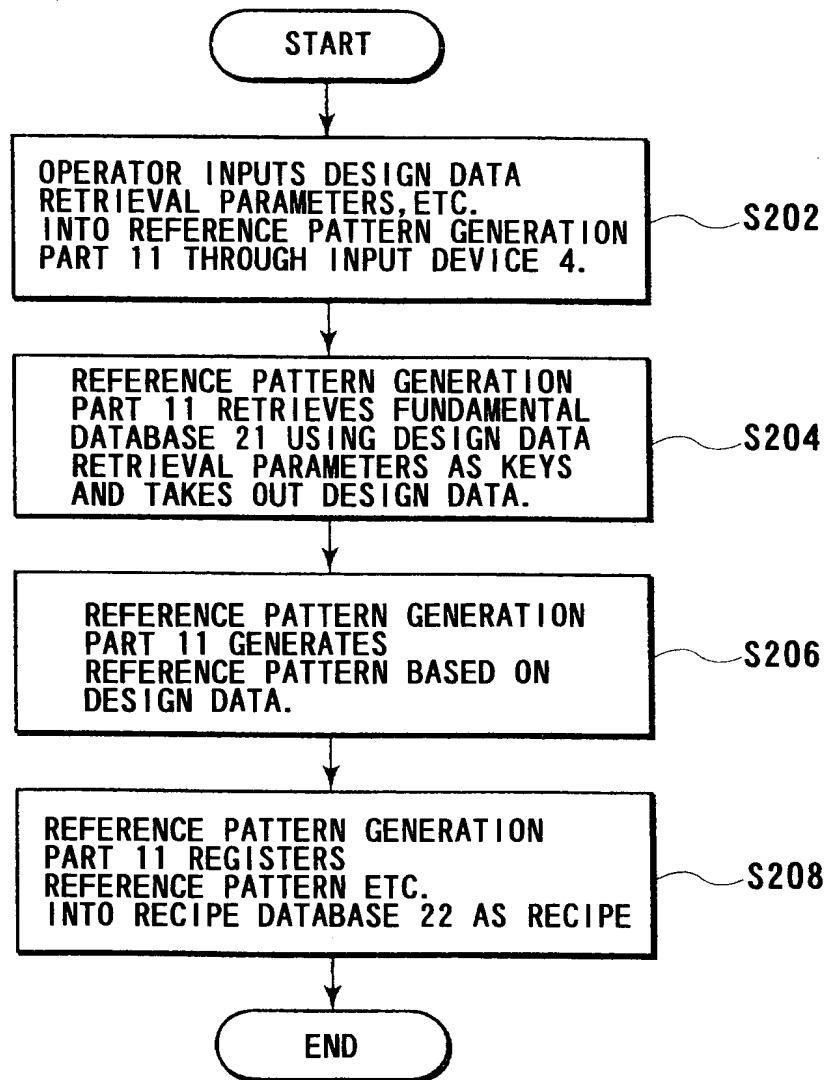 START
OPERATOR INPUTS DESIGN DATA
RETRIEVAL PARAMETERS, ETC.
INTO REFERENCE PATTERN GENERATION
PART 11 THROUGH INPUT DEVICE 4.
S202
REFERENCE PATTERN GENERATION
PART 11 RETRIEVES FUNDAMENTAL
DATABASE 21 USING DESIGN DATA
RETRIEVAL PARAMETERS AS KEYS
AND TAKES OUT DESIGN DATA.
S204
REFERENCE PATTERN GENERATION
PART 11 GENERATES
REFERENCE PATTERN BASED ON
DESIGN DATA.
S206
REFERENCE PATTERN GENERATION
PART 11 REGISTERS
REFERENCE PATTERN ETC.
INTO RECIPE DATABASE 22 AS RECIPE
S208
END